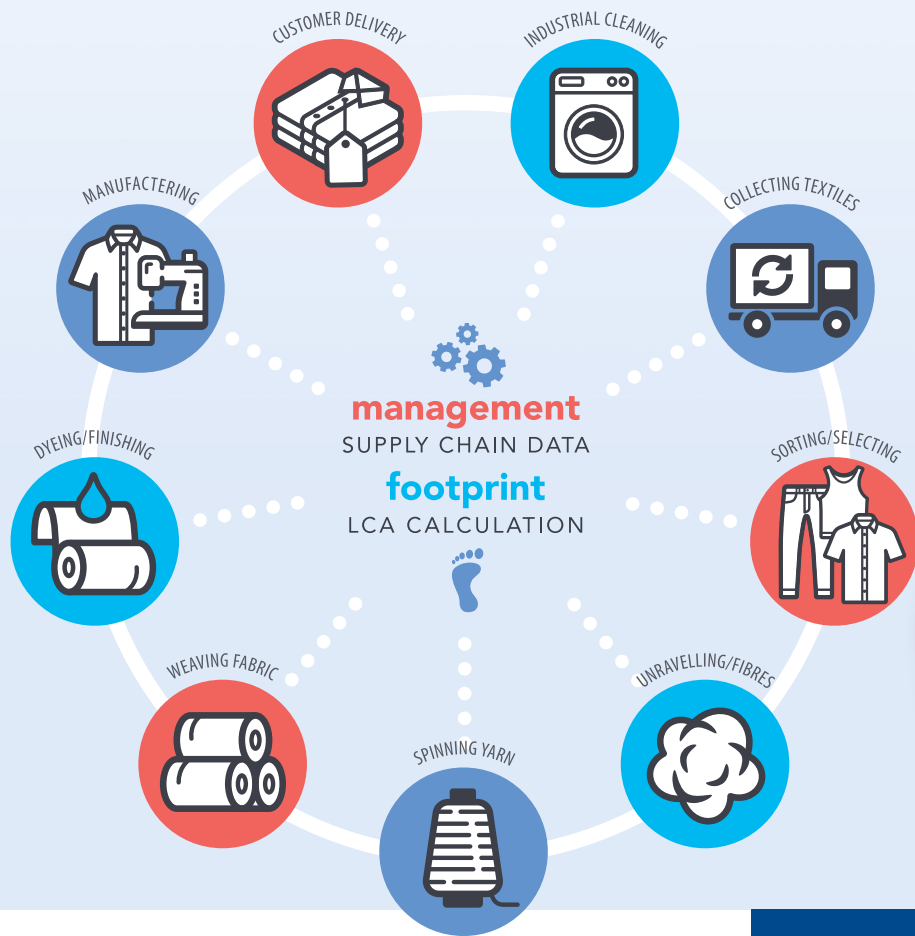 CUSTOMER DELIVERY
INDUSTRIAL CLEANING
MANUFACTERING
COLLECTING TEXTILES
management
SUPPLY CHAIN DATA
footprint
LCA CALCULATION
DYEING/FINISHING
SORTING/SELECTING
WEAVING FABRIC
UNRAVELLING/FIBRES
SPINNING YARN